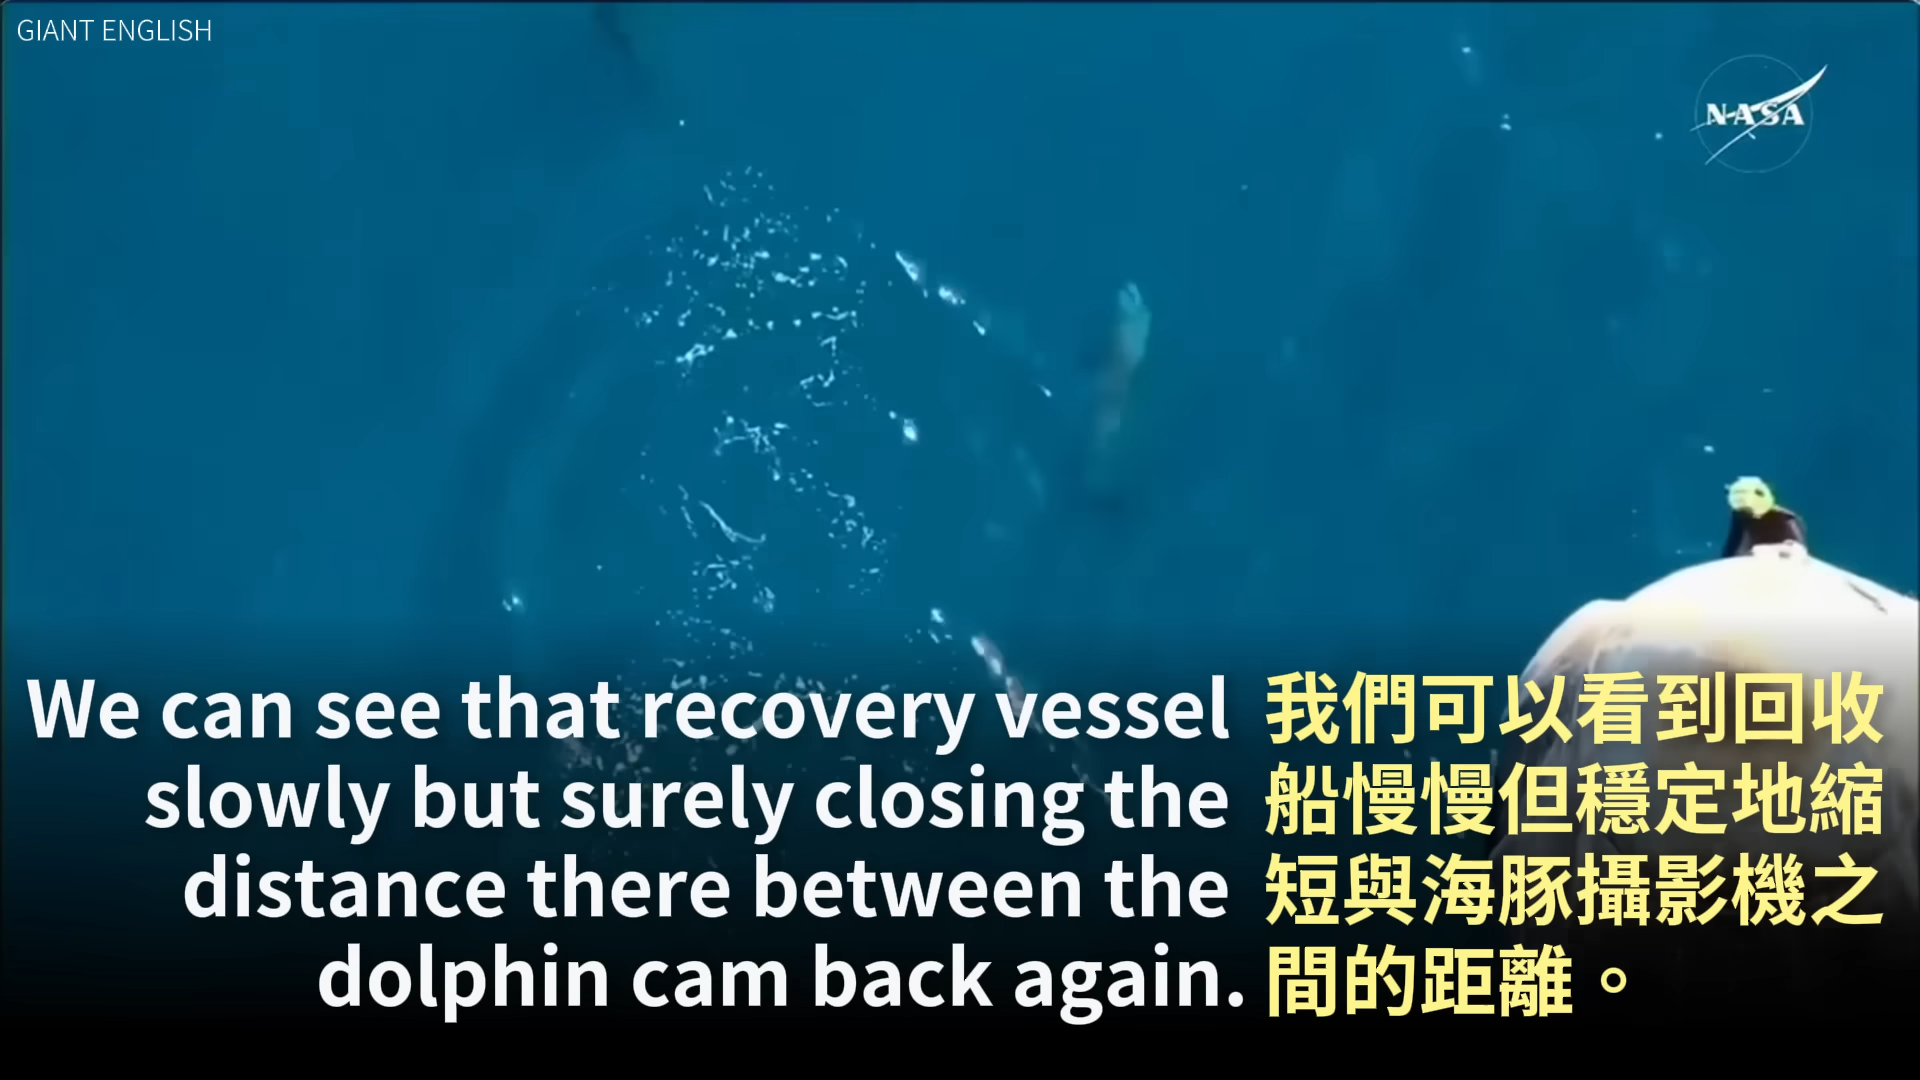 GIANT ENGLISH
NASA
We can see that recovery vessel
slowly but surely closing the
distance there between the
dolphin cam back again.
我們可以看到回收
船慢慢但穩定地縮
短與海豚攝影機之
間的距離。